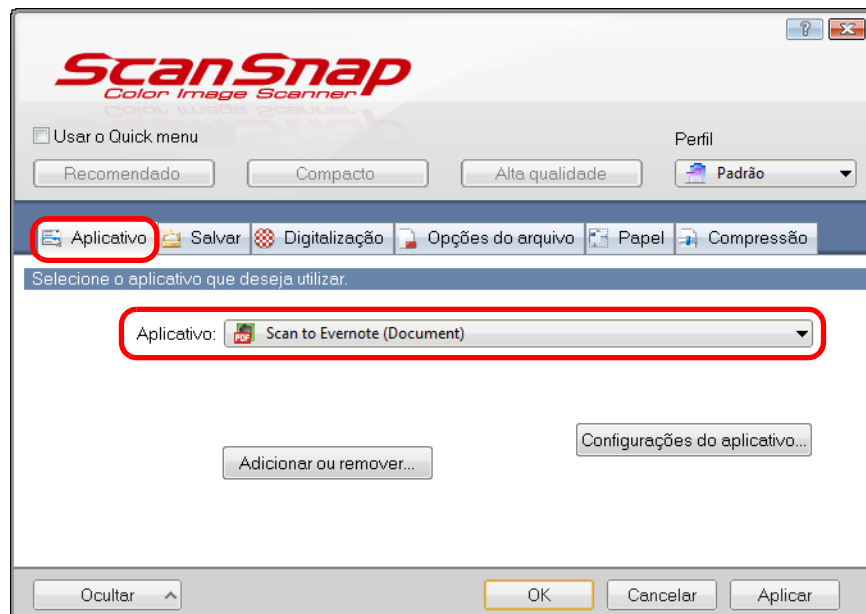 ScanSnap
Color Image Scanner
Usar o Quick menu
Perfil
Recomendado Compacto Alta qualidade Padrão
Aplicativo Salvar Digitalização Opções do arquivo Papel Compressão
Selecione o aplicativo que deseja utilizar.
Aplicativo: PDF Scan to Evernote (Document)
Configurações do aplicativo...
Adicionar ou remover...
Ocultar OK Cancelar Aplicar